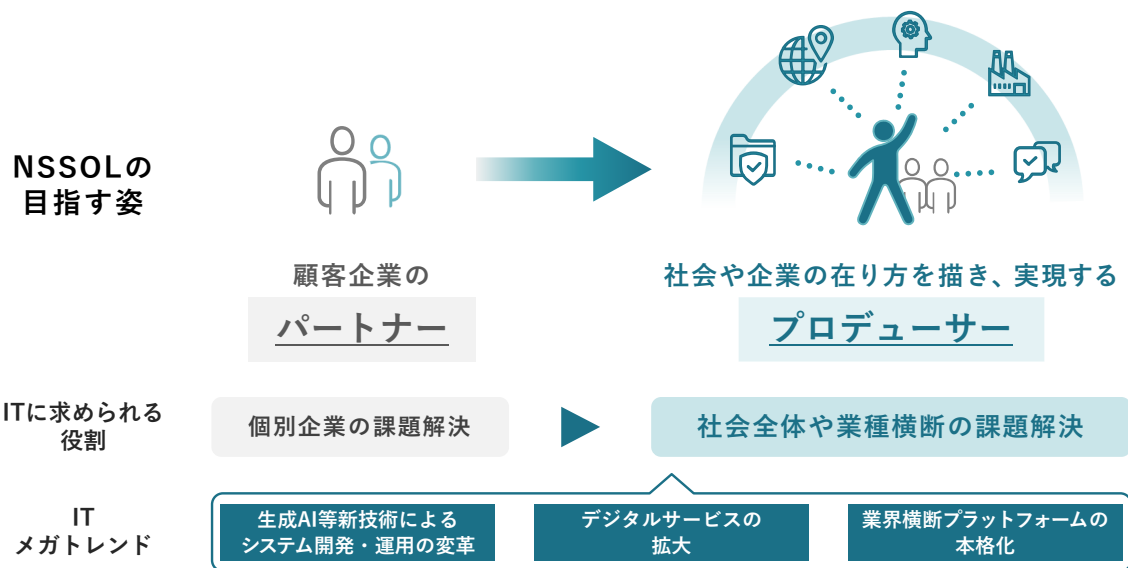 NSSOLの
目指す姿
顧客企業の
パートナー
社会や企業の在り方を描き、実現する
プロデューサー
ITに求められる
役割
個別企業の課題解決
社会全体や業種横断の課題解決
IT
メガトレンド
生成AI等新技術による
システム開発・運用の変革
デジタルサービスの
拡大
業界横断プラットフォームの
本格化